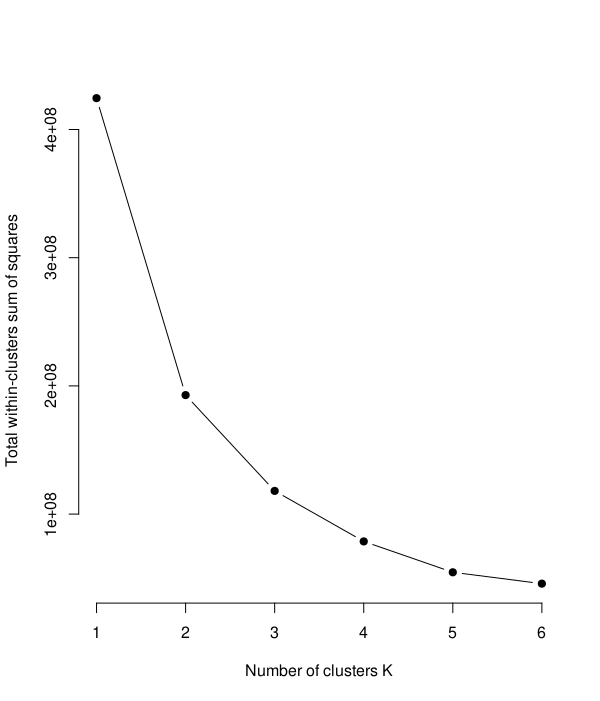 4e+08
3e+08
2e+08
1e+08
Total within-clusters sum of squares
1 2 3 4 5 6
Number of clusters K